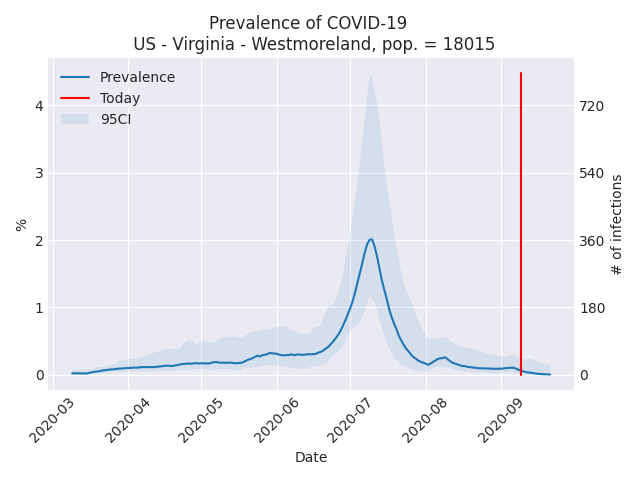 Prevalence of COVID-19
US - Virginia - Westmoreland, pop. = 18015
Prevalence
Today
95CI
%
4
3
2
1
0
720
540
360
180
0
# of infections
2020-03
2020-04
2020-05
2020-06
2020-07
2020-08
2020-09
Date